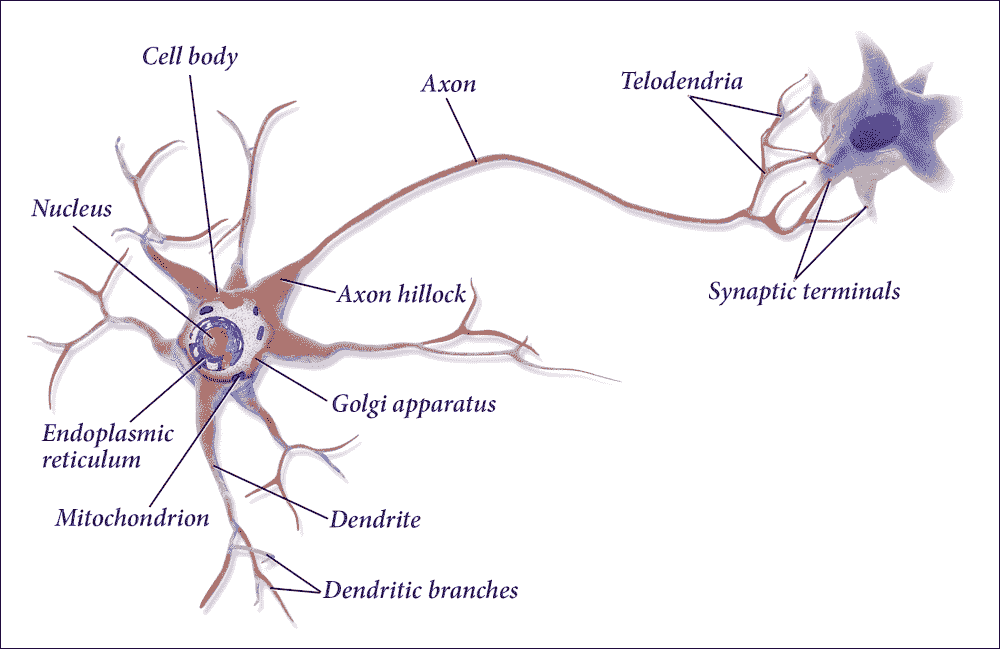 Cell body
Axon
Telodendria
Nucleus
Axon hillock
Synaptic terminals
Golgi apparatus
Endoplasmic
reticulum
Mitochondrion
Dendrite
Dendritic branches